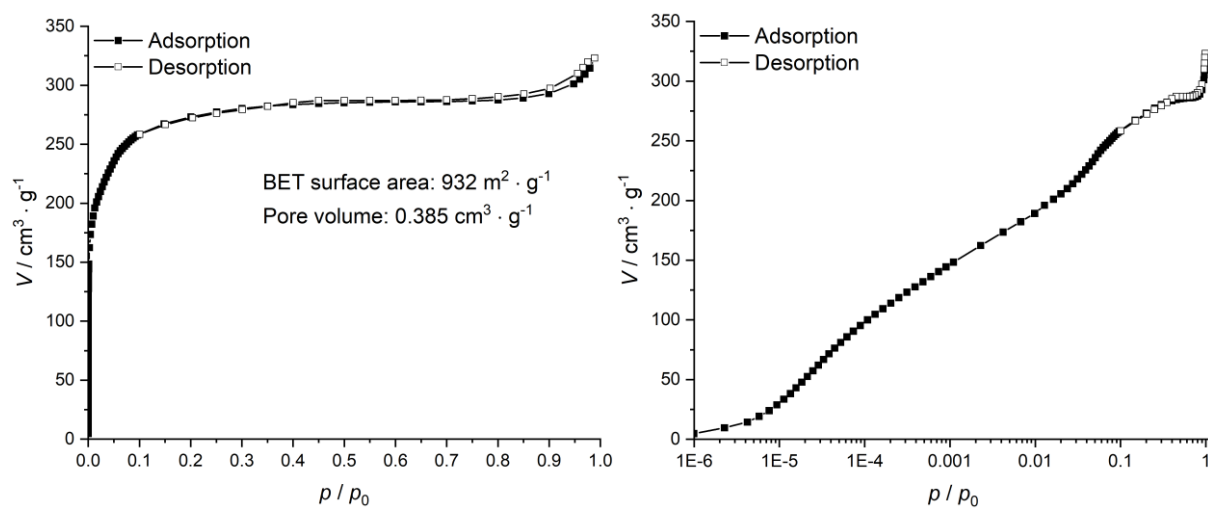 350
300
250
200
150
100
50
0
V / cm³ · g⁻¹
Adsorption
Desorption
BET surface area: 932 m² · g⁻¹
Pore volume: 0.385 cm³ · g⁻¹
0.0 0.1 0.2 0.3 0.4 0.5 0.6 0.7 0.8 0.9 1.0
p / p₀
350
300
250
200
150
100
50
0
V / cm³ · g⁻¹
Adsorption
Desorption
1E-6 1E-5 1E-4 0.001 0.01 0.1 1
p / p₀